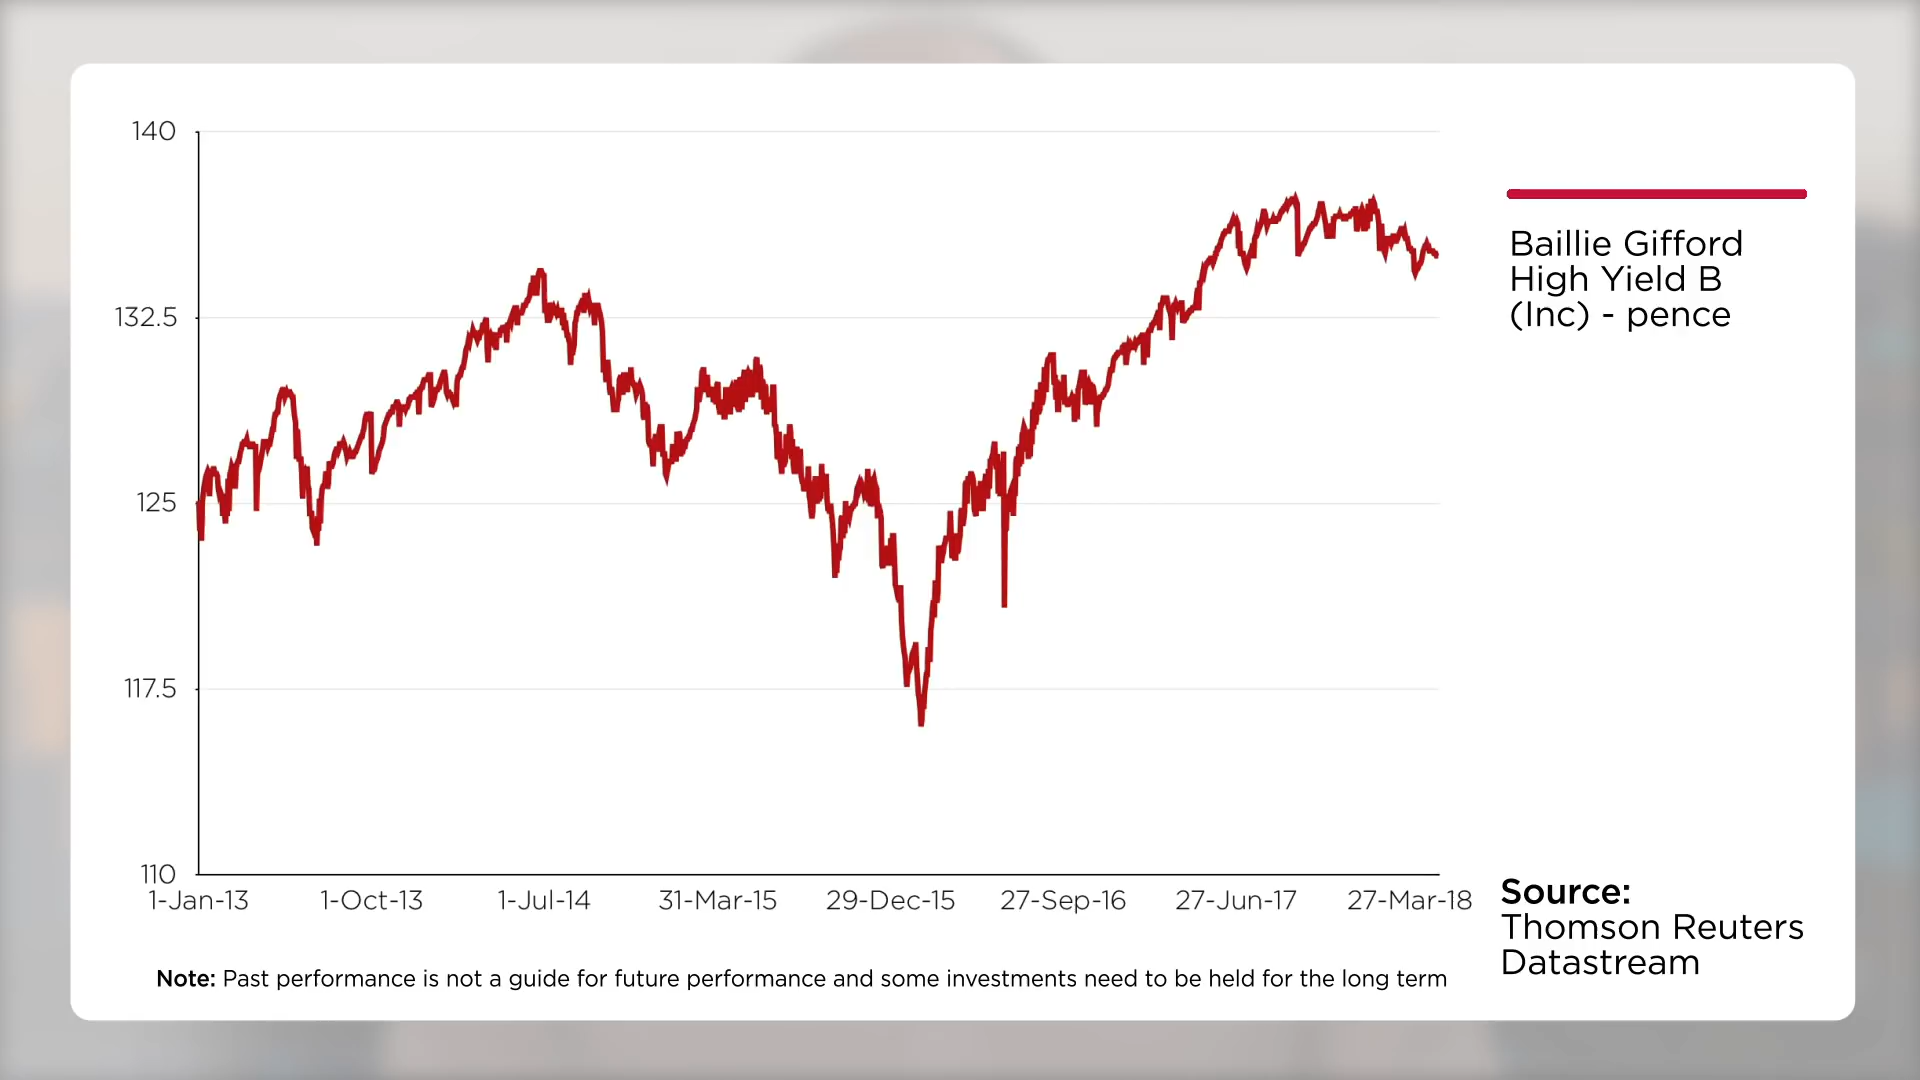 140
132.5
125
117.5
110
1-Jan-13
1-Oct-13
1-Jul-14
31-Mar-15
29-Dec-15
27-Sep-16
27-Jun-17
27-Mar-18
Baillie Gifford
High Yield B
(Inc) - pence
Source:
Thomson Reuters
Datastream
Note: Past performance is not a guide for future performance and some investments need to be held for the long term